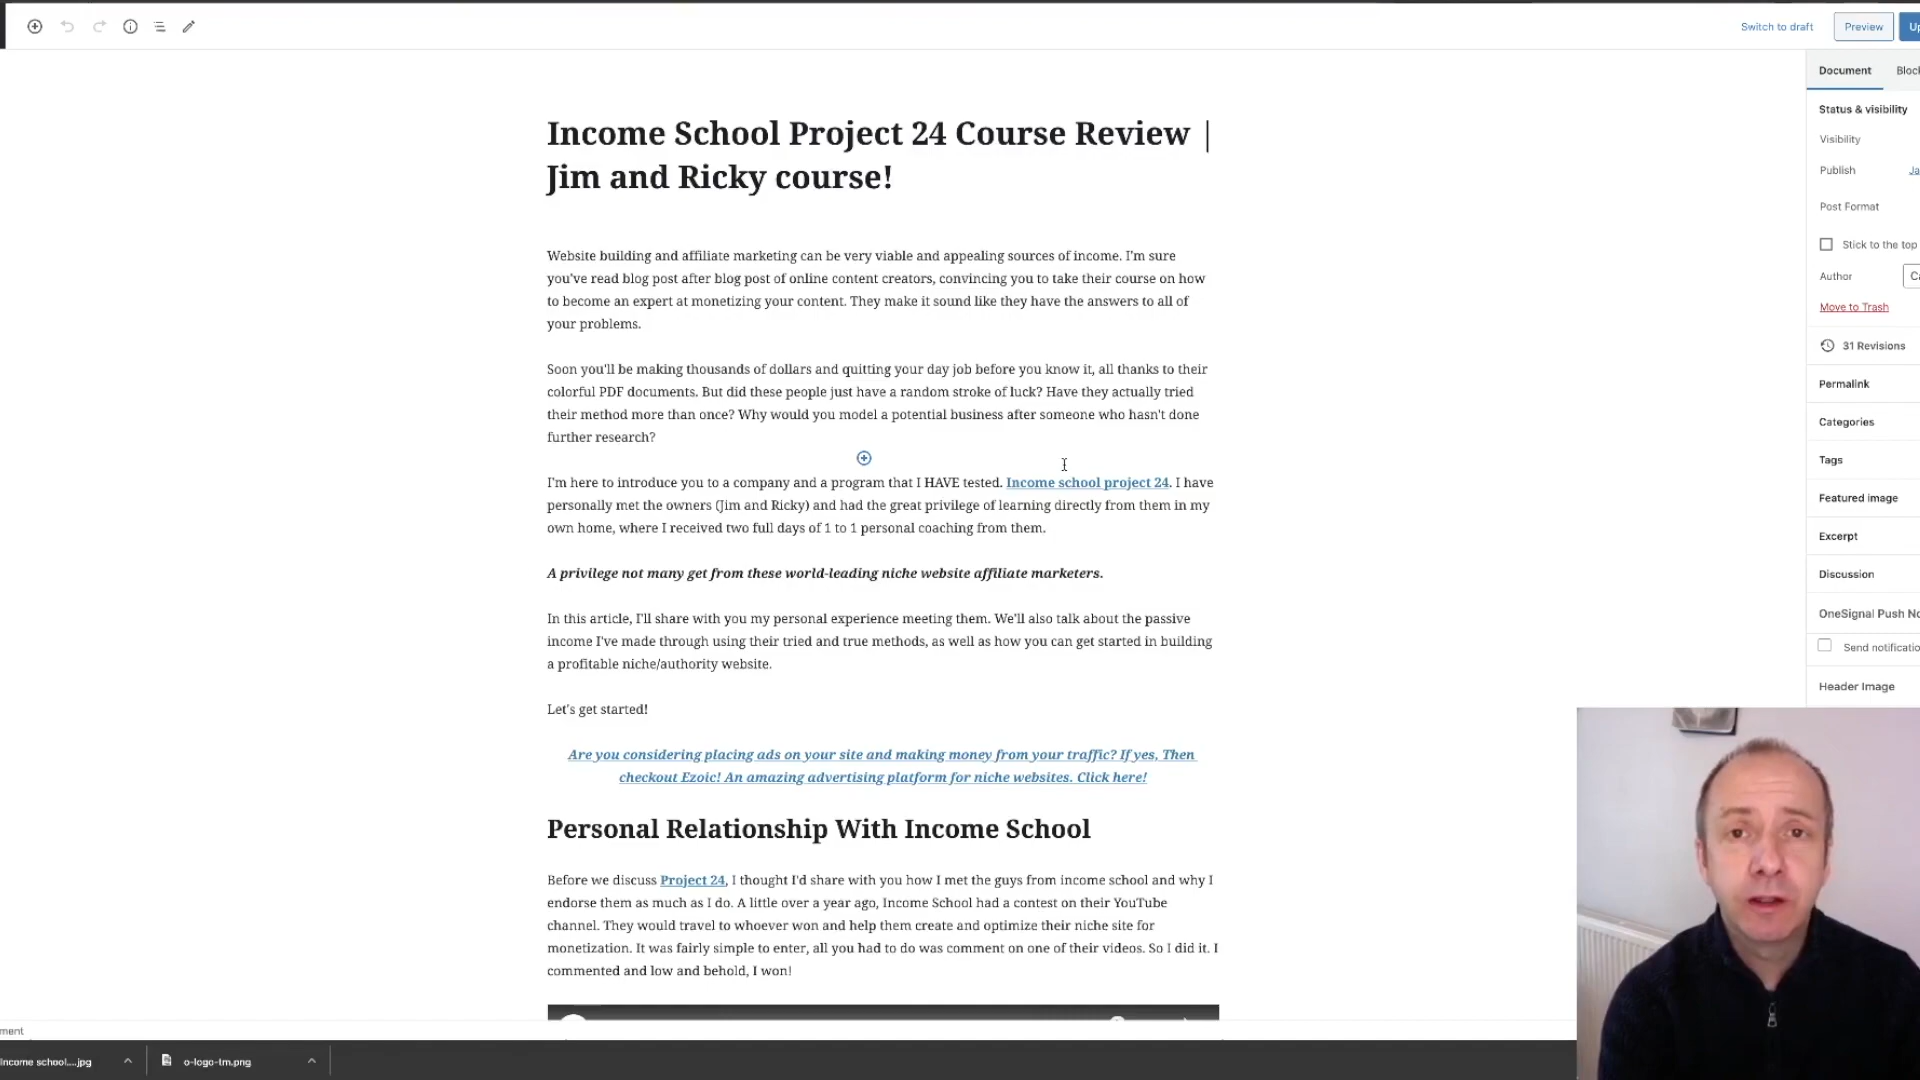 Switch to draft
Preview
Up
Document
Block
Status & visibility
Visibility
Publish
Ja
Post Format
Stick to the top
Author
Ca
Move to Trash
31 Revisions
Permalink
Categories
Tags
Featured image
Excerpt
Discussion
OneSignal Push No
Send notificatio
Header Image
Income School Project 24 Course Review |
Jim and Ricky course!
Website building and affiliate marketing can be very viable and appealing sources of income. I'm sure
you've read blog post after blog post of online content creators, convincing you to take their course on how
to become an expert at monetizing your content. They make it sound like they have the answers to all of
your problems.
Soon you'll be making thousands of dollars and quitting your day job before you know it, all thanks to their
colorful PDF documents. But did these people just have a random stroke of luck? Have they actually tried
their method more than once? Why would you model a potential business after someone who hasn't done
further research?
I'm here to introduce you to a company and a program that I HAVE tested. Income school project 24. I have
personally met the owners (Jim and Ricky) and had the great privilege of learning directly from them in my
own home, where I received two full days of 1 to 1 personal coaching from them.
A privilege not many get from these world-leading niche website affiliate marketers.
In this article, I'll share with you my personal experience meeting them. We'll also talk about the passive
income I've made through using their tried and true methods, as well as how you can get started in building
a profitable niche/authority website.
Let's get started!
Are you considering placing ads on your site and making money from your traffic? If yes, Then
checkout Ezoic! An amazing advertising platform for niche websites. Click here!
Personal Relationship With Income School
Before we discuss Project 24, I thought I'd share with you how I met the guys from income school and why I
endorse them as much as I do. A little over a year ago, Income School had a contest on their YouTube
channel. They would travel to whoever won and help them create and optimize their niche site for
monetization. It was fairly simple to enter, all you had to do was comment on one of their videos. So I did it. I
commented and low and behold, I won!
ment
Income school....jpg
o-logo-tm.png